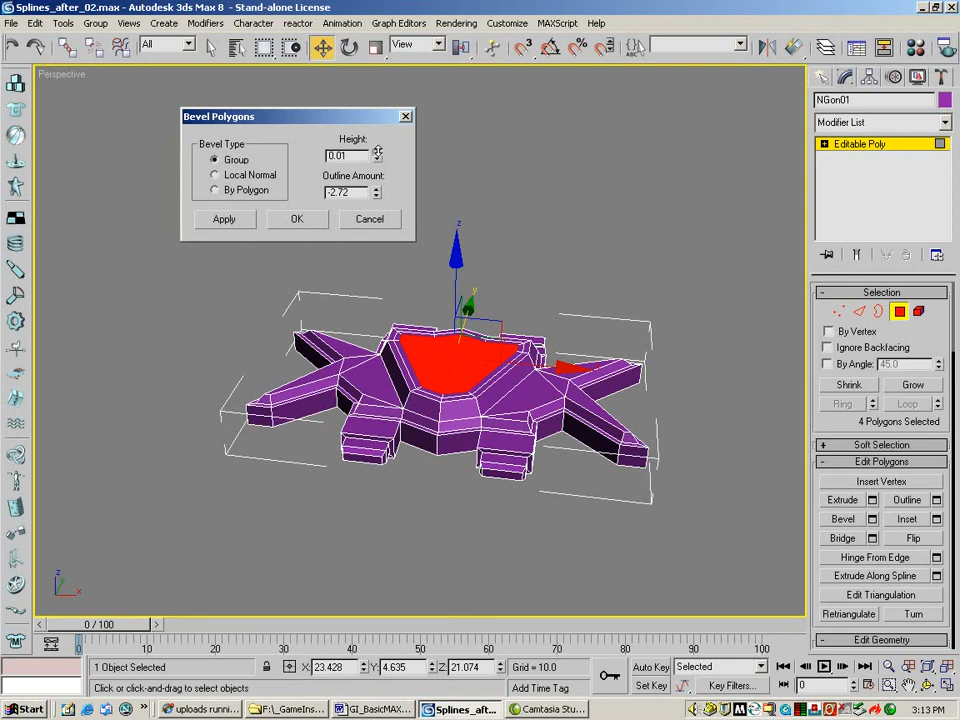 Splines_after_02.max - Autodesk 3ds Max 8 - Stand-alone License
File Edit Tools Group Views Create Modifiers Character reactor Animation Graph Editors Rendering Customize MAXScript Help
All View
Perspective
Bevel Polygons
Bevel Type
Group
Local Normal
By Polygon
Height:
0.01
Outline Amount:
-2.72
Apply OK Cancel
z
y
z
y
x
NGon01
Modifier List
Editable Poly
- Selection
By Vertex
Ignore Backfacing
By Angle: 45.0
Shrink Grow
Ring Loop
4 Polygons Selected
+ Soft Selection
- Edit Polygons
Insert Vertex
Extrude Outline
Bevel Inset
Bridge Flip
Hinge From Edge
Extrude Along Spline
Edit Triangulation
Retriangulate Turn
- Edit Geometry
< 0 / 100 >
10 20 30 40 50 60 70 80 90 100
1 Object Selected X: 23.428 Y: 4.635 Z: 21.074 Grid = 10.0 Auto Key Selected
Click or click-and-drag to select objects Add Time Tag Set Key Key Filters... 0
Start uploads runni... F:\_GameIns... GI_BasicMAX... Splines_aft... Camtasia Stu... 3:13 PM